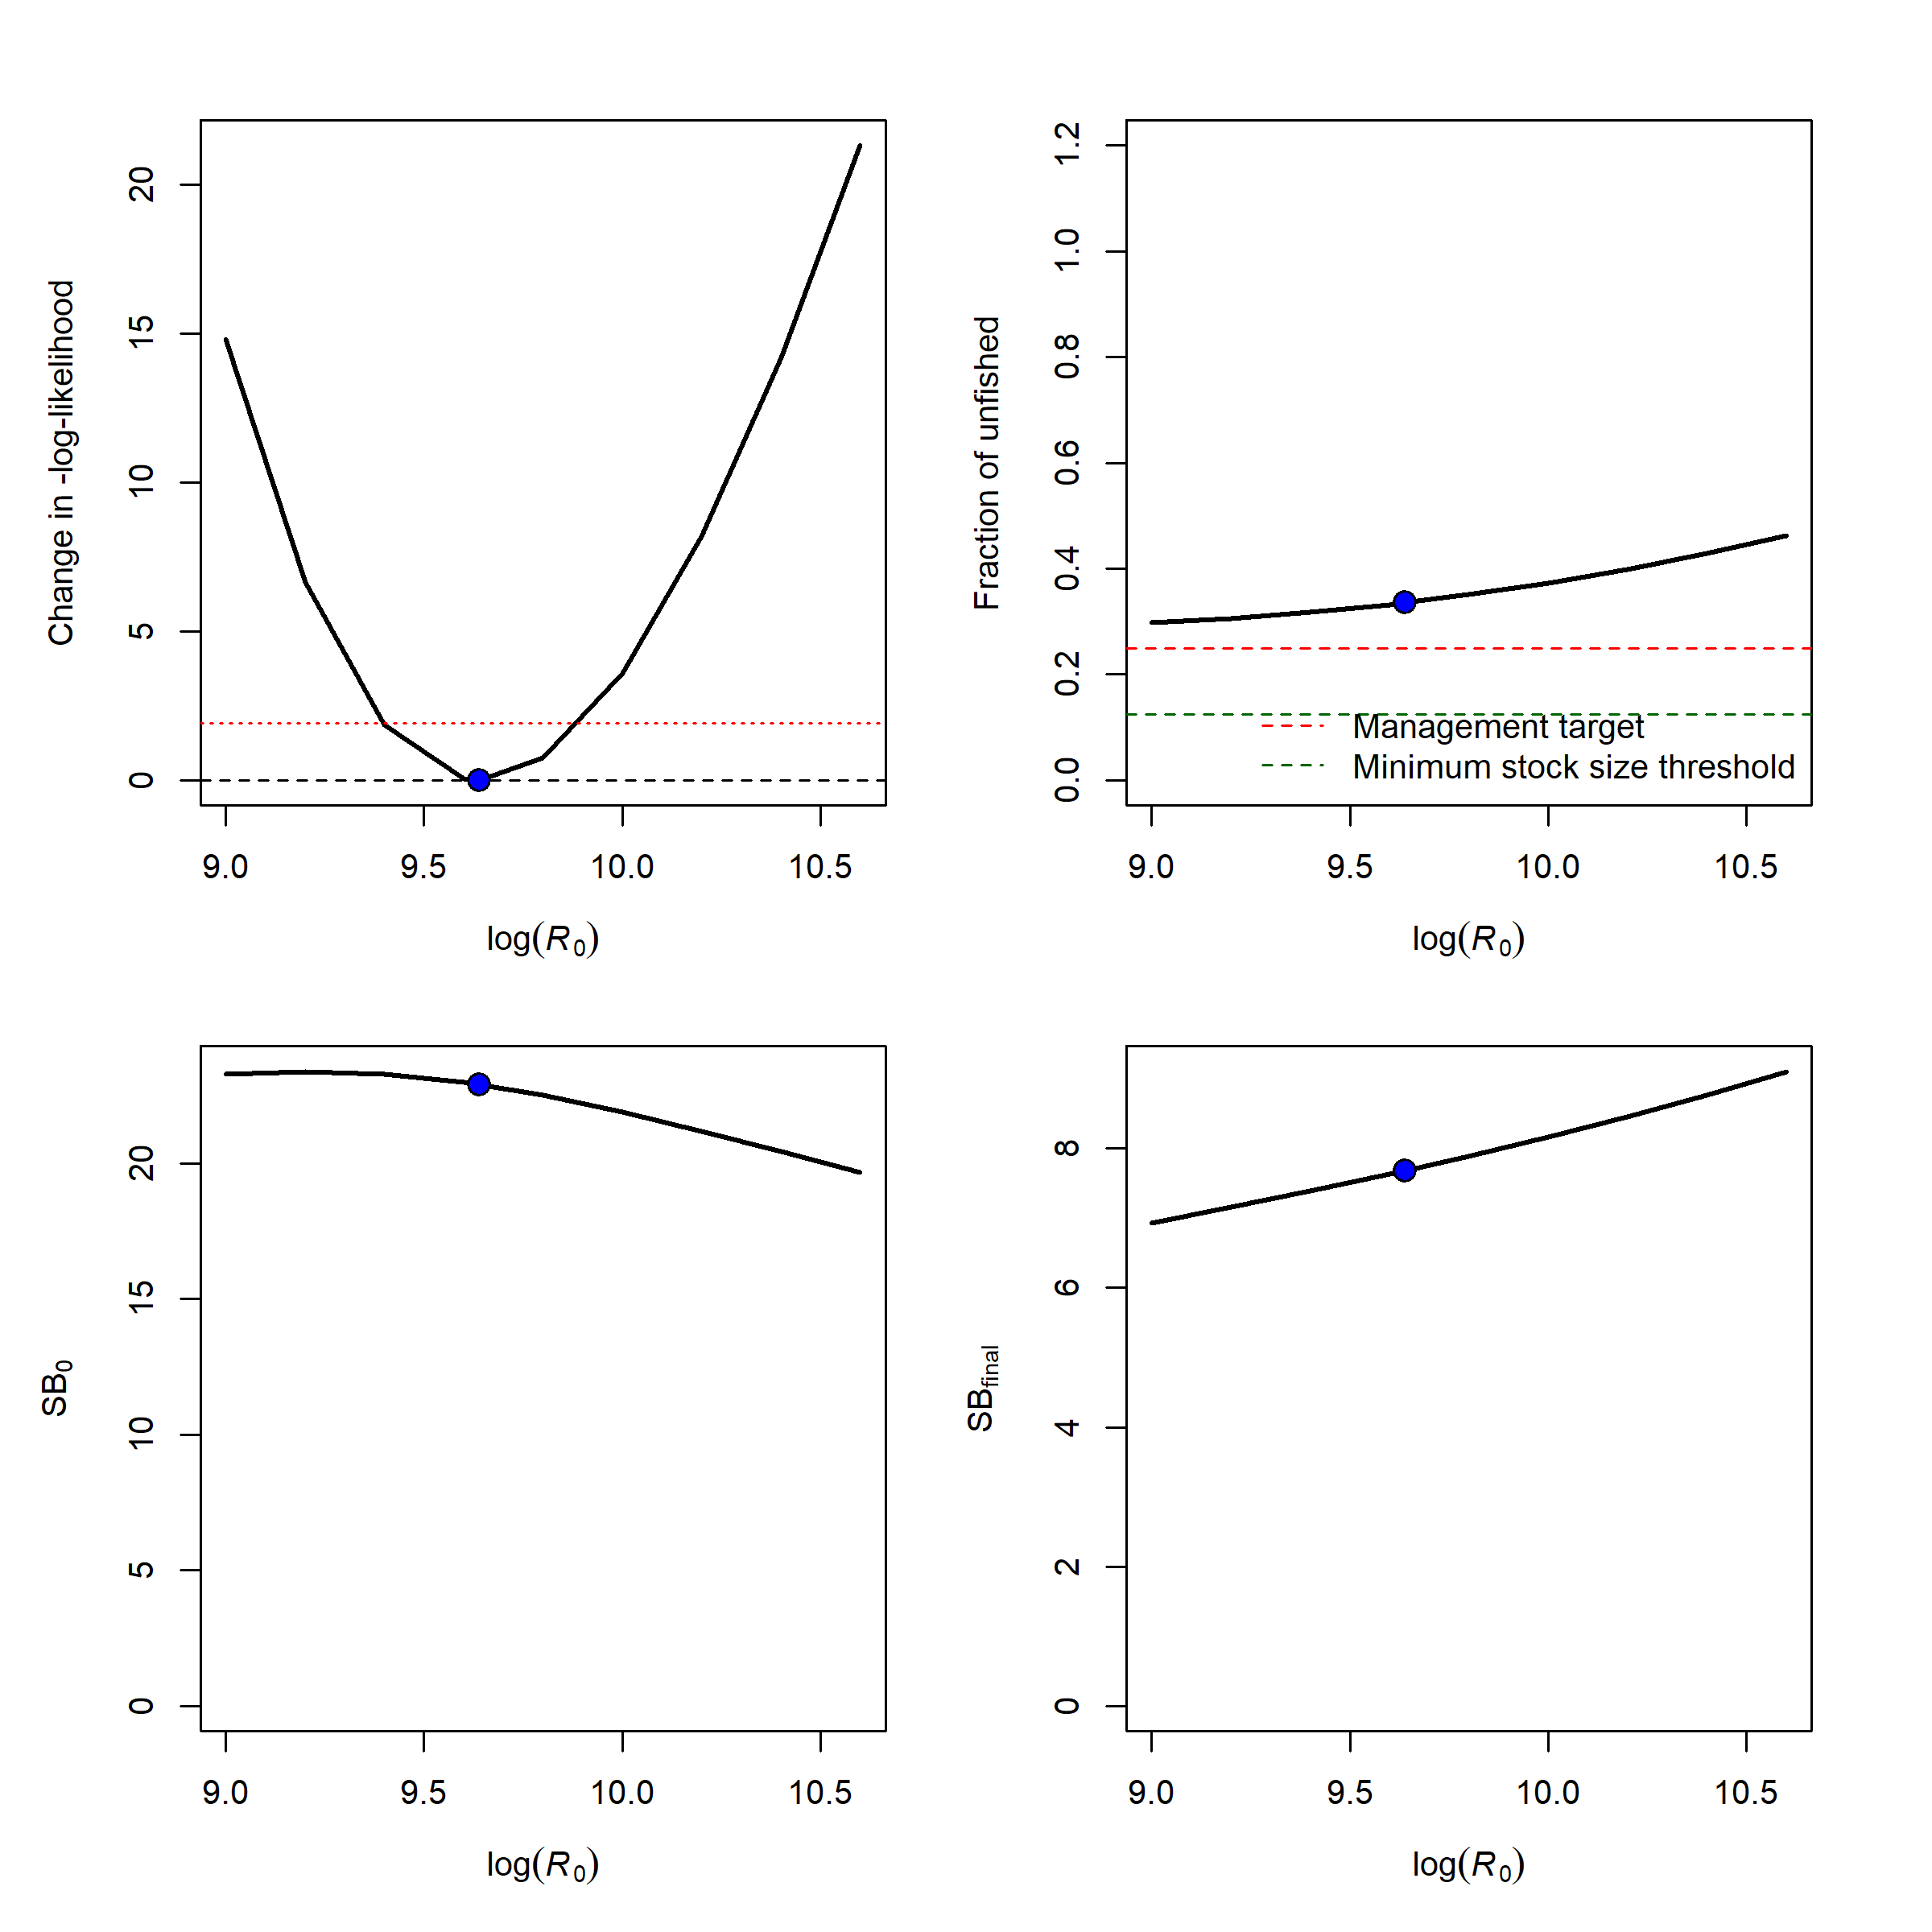 Change in -log-likelihood
0 5 10 15 20
9.0 9.5 10.0 10.5
log(R₀)
Fraction of unfished
0.0 0.2 0.4 0.6 0.8 1.0 1.2
Management target
Minimum stock size threshold
9.0 9.5 10.0 10.5
log(R₀)
SB₀
0 5 10 15 20
9.0 9.5 10.0 10.5
log(R₀)
SBfinal
0 2 4 6 8
9.0 9.5 10.0 10.5
log(R₀)